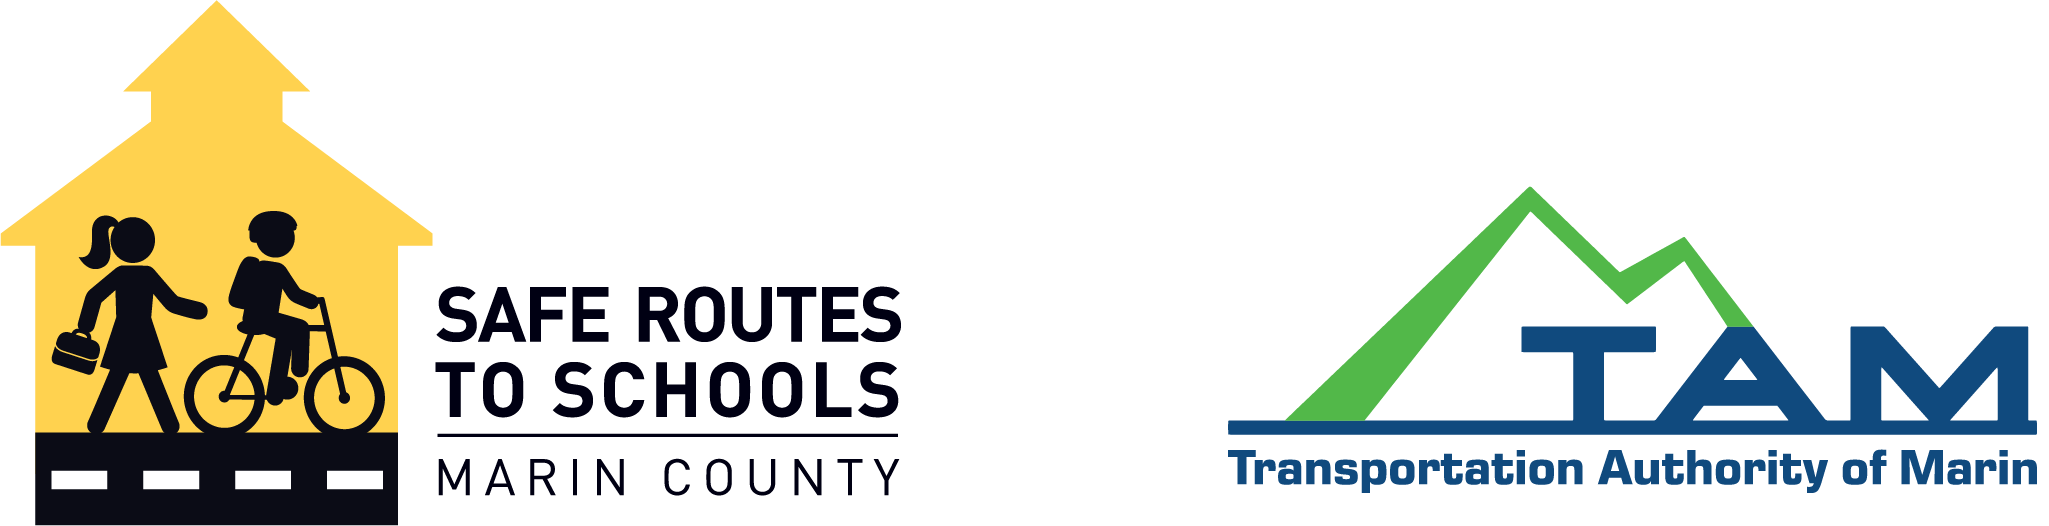 SAFE ROUTES
TO SCHOOLS
MARIN COUNTY
TAM
Transportation Authority of Marin